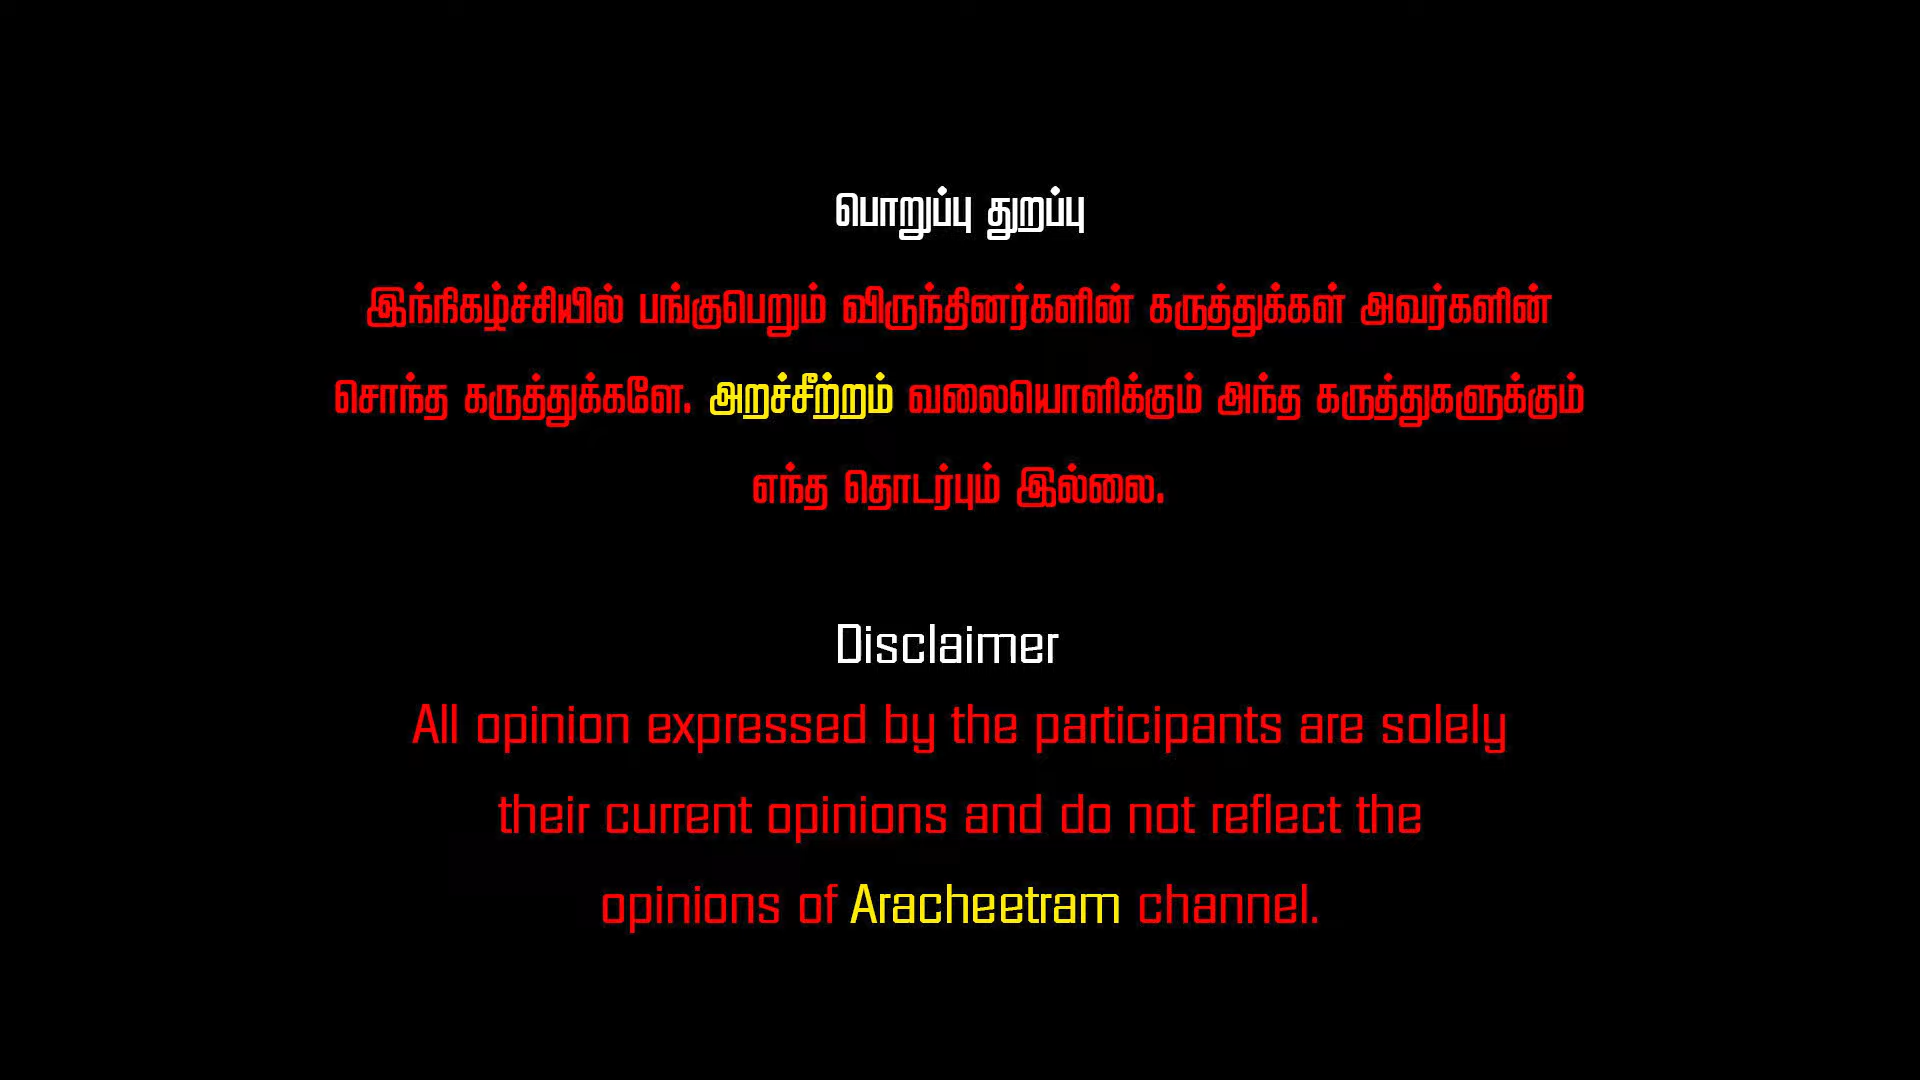 பொறுப்பு துறப்பு
இந்நிகழ்ச்சியில் பங்குபெறும் விருந்தினர்களின் கருத்துக்கள் அவர்களின்
சொந்த கருத்துக்களே. அறச்சீற்றம் வலையொளிக்கும் அந்த கருத்துகளுக்கும்
எந்த தொடர்பும் இல்லை.
Disclaimer
All opinion expressed by the participants are solely
their current opinions and do not reflect the
opinions of Aracheetram channel.